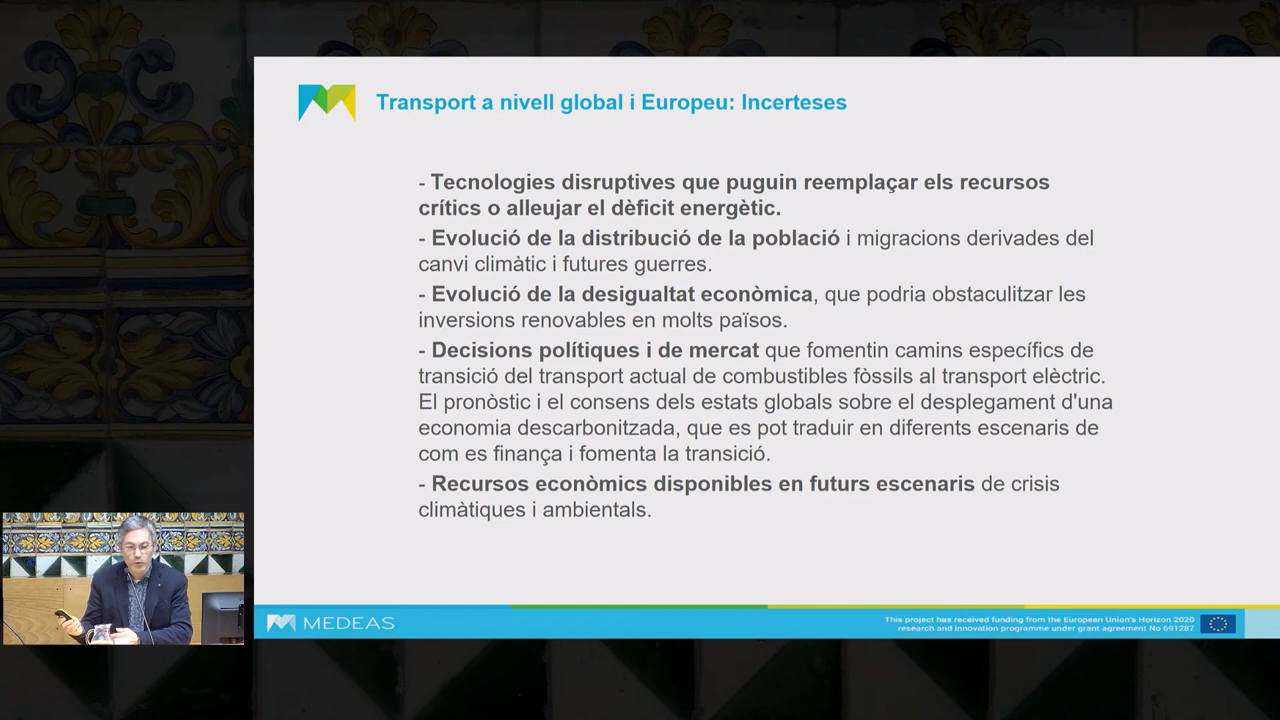 Transport a nivell global i Europeu: Incerteses
- Tecnologies disruptives que puguin reemplaçar els recursos
crítics o alleujar el dèficit energètic.
- Evolució de la distribució de la població i migracions derivades del
canvi climàtic i futures guerres.
- Evolució de la desigualtat econòmica, que podria obstaculitzar les
inversions renovables en molts països.
- Decisions polítiques i de mercat que fomentin camins específics de
transició del transport actual de combustibles fòssils al transport elèctric.
El pronòstic i el consens dels estats globals sobre el desplegament d'una
economia descarbonitzada, que es pot traduir en diferents escenaris de
com es finança i fomenta la transició.
- Recursos econòmics disponibles en futurs escenaris de crisis
climàtiques i ambientals.
MEDEAS
This project has received funding from the European Union's Horizon 2020
research and innovation programme under grant agreement No 691287